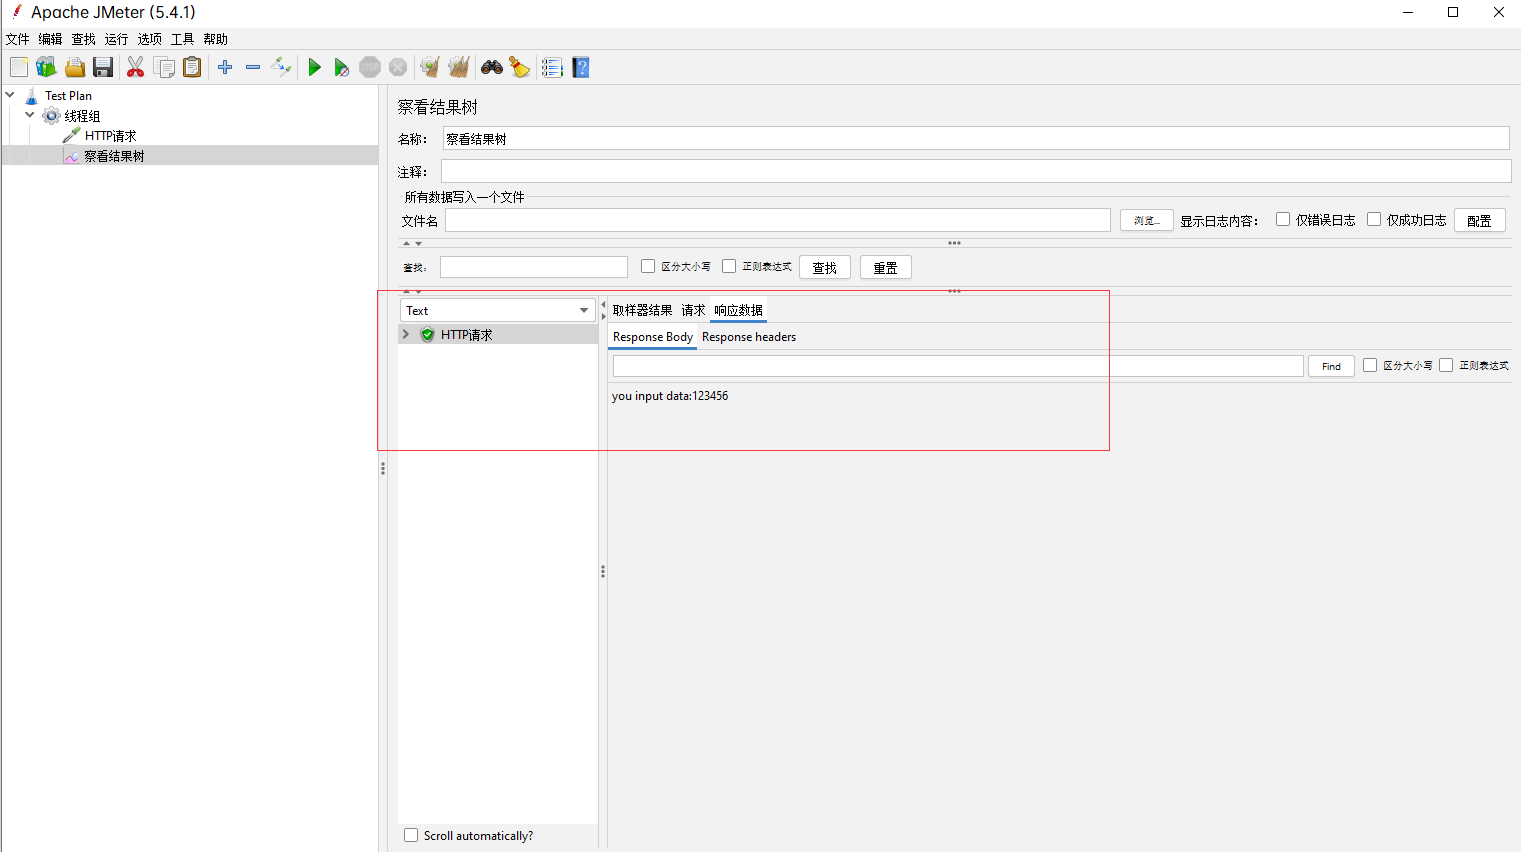 Apache JMeter (5.4.1)
文件 编辑 查找 运行 选项 工具 帮助
STOP
Test Plan
线程组
HTTP请求
察看结果树
察看结果树
名称： 察看结果树
注释：
所有数据写入一个文件
文件名 浏览... 显示日志内容： 仅错误日志 仅成功日志 配置
查找： 区分大小写 正则表达式 查找 重置
Text 取样器结果 请求 响应数据
HTTP请求 Response Body Response headers
Find 区分大小写 正则表达式
you input data:123456
Scroll automatically?